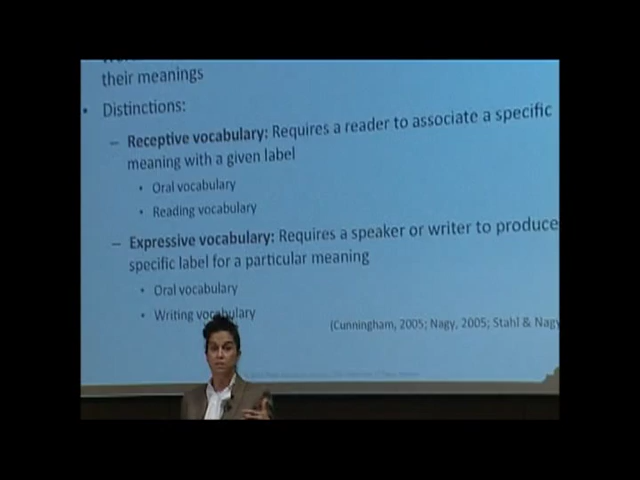 their meanings
• Distinctions:
– Receptive vocabulary: Requires a reader to associate a specific
meaning with a given label
• Oral vocabulary
• Reading vocabulary
– Expressive vocabulary: Requires a speaker or writer to produce
specific label for a particular meaning
• Oral vocabulary
• Writing vocabulary
(Cunningham, 2005; Nagy, 2005; Stahl & Nagy